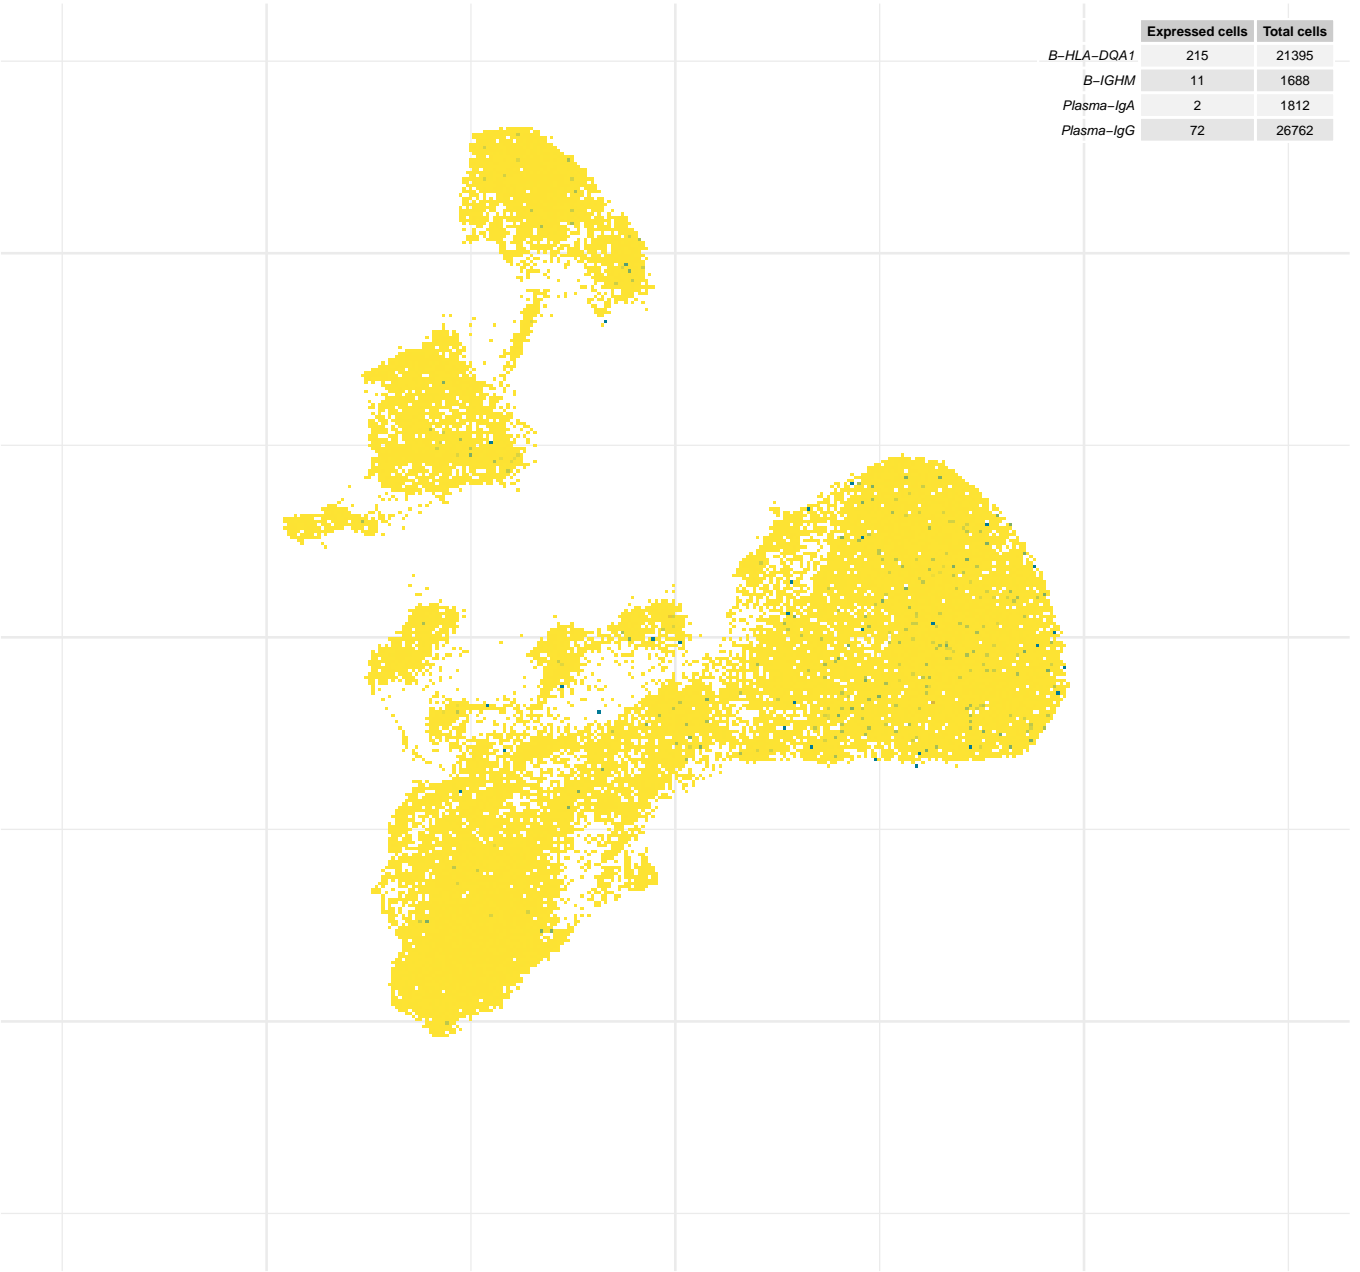 Expressed cells Total cells
B−HLA−DQA1 215 21395
B−IGHM 11 1688
Plasma−IgA 2 1812
Plasma−IgG 72 26762